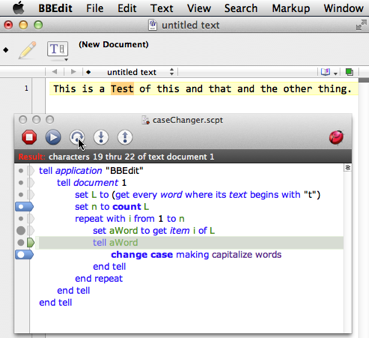 BBEdit File Edit Text View Search Markup Window
untitled text
(New Document)
untitled text
1 This is a Test of this and that and the other thing.
caseChanger.scpt
Result: characters 19 thru 22 of text document 1
tell application "BBEdit"
tell document 1
set L to (get every word where its text begins with "t")
set n to count L
repeat with i from 1 to n
set aWord to get item i of L
tell aWord
change case making capitalize words
end tell
end repeat
end tell
end tell